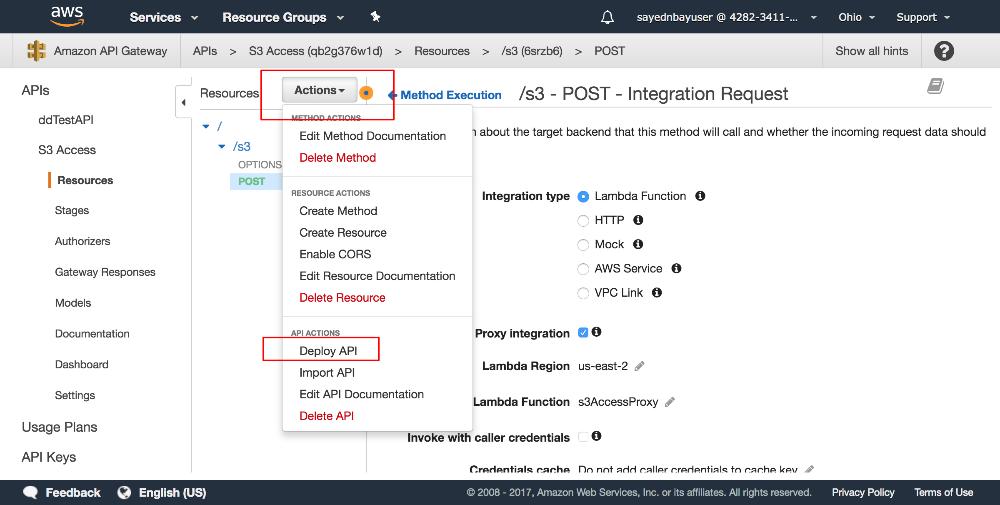 aws Services Resource Groups sayednbayuser @ 4282-3411-... Ohio Support
Amazon API Gateway APIs > S3 Access (qb2g376w1d) > Resources > /s3 (6srzb6) > POST Show all hints ?
APIs
ddTestAPI
S3 Access
Resources
Stages
Authorizers
Gateway Responses
Models
Documentation
Dashboard
Settings
Usage Plans
API Keys
Resources
Actions
/
/s3
OPTIONS
POST
METHOD ACTIONS
Edit Method Documentation
Delete Method
RESOURCE ACTIONS
Create Method
Create Resource
Enable CORS
Edit Resource Documentation
Delete Resource
API ACTIONS
Deploy API
Import API
Edit API Documentation
Delete API
Method Execution /s3 - POST - Integration Request
about the target backend that this method will call and whether the incoming request data should
Integration type Lambda Function
HTTP
Mock
AWS Service
VPC Link
Proxy integration
Lambda Region us-east-2
Lambda Function s3AccessProxy
Invoke with caller credentials
Credentials cache Do not add caller credentials to cache key
Feedback English (US) © 2008 - 2017, Amazon Web Services, Inc. or its affiliates. All rights reserved. Privacy Policy Terms of Use